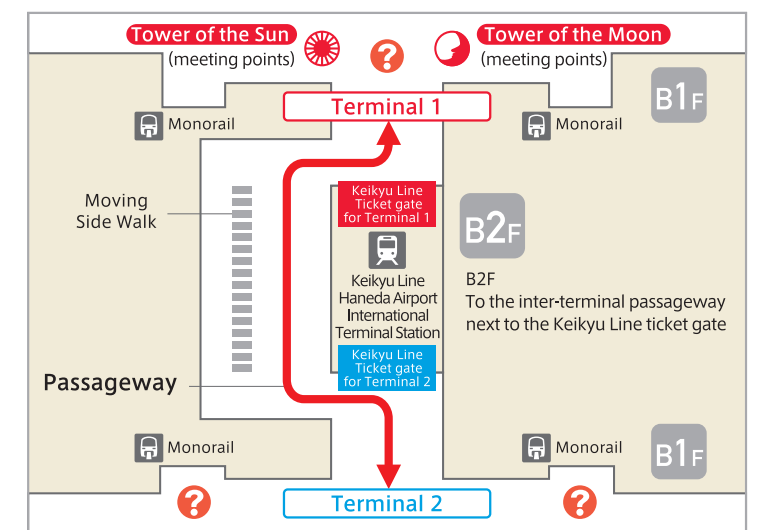 Tower of the Sun
(meeting points)
?
Tower of the Moon
(meeting points)
B1F
Terminal 1
Monorail
Monorail
Moving
Side Walk
Keikyu Line
Ticket gate
for Terminal 1
B2F
Keikyu Line
Haneda Airport
International
Terminal Station
B2F
To the inter-terminal passageway
next to the Keikyu Line ticket gate
Keikyu Line
Ticket gate
for Terminal 2
Passageway
Monorail
Monorail
B1F
?
Terminal 2
?